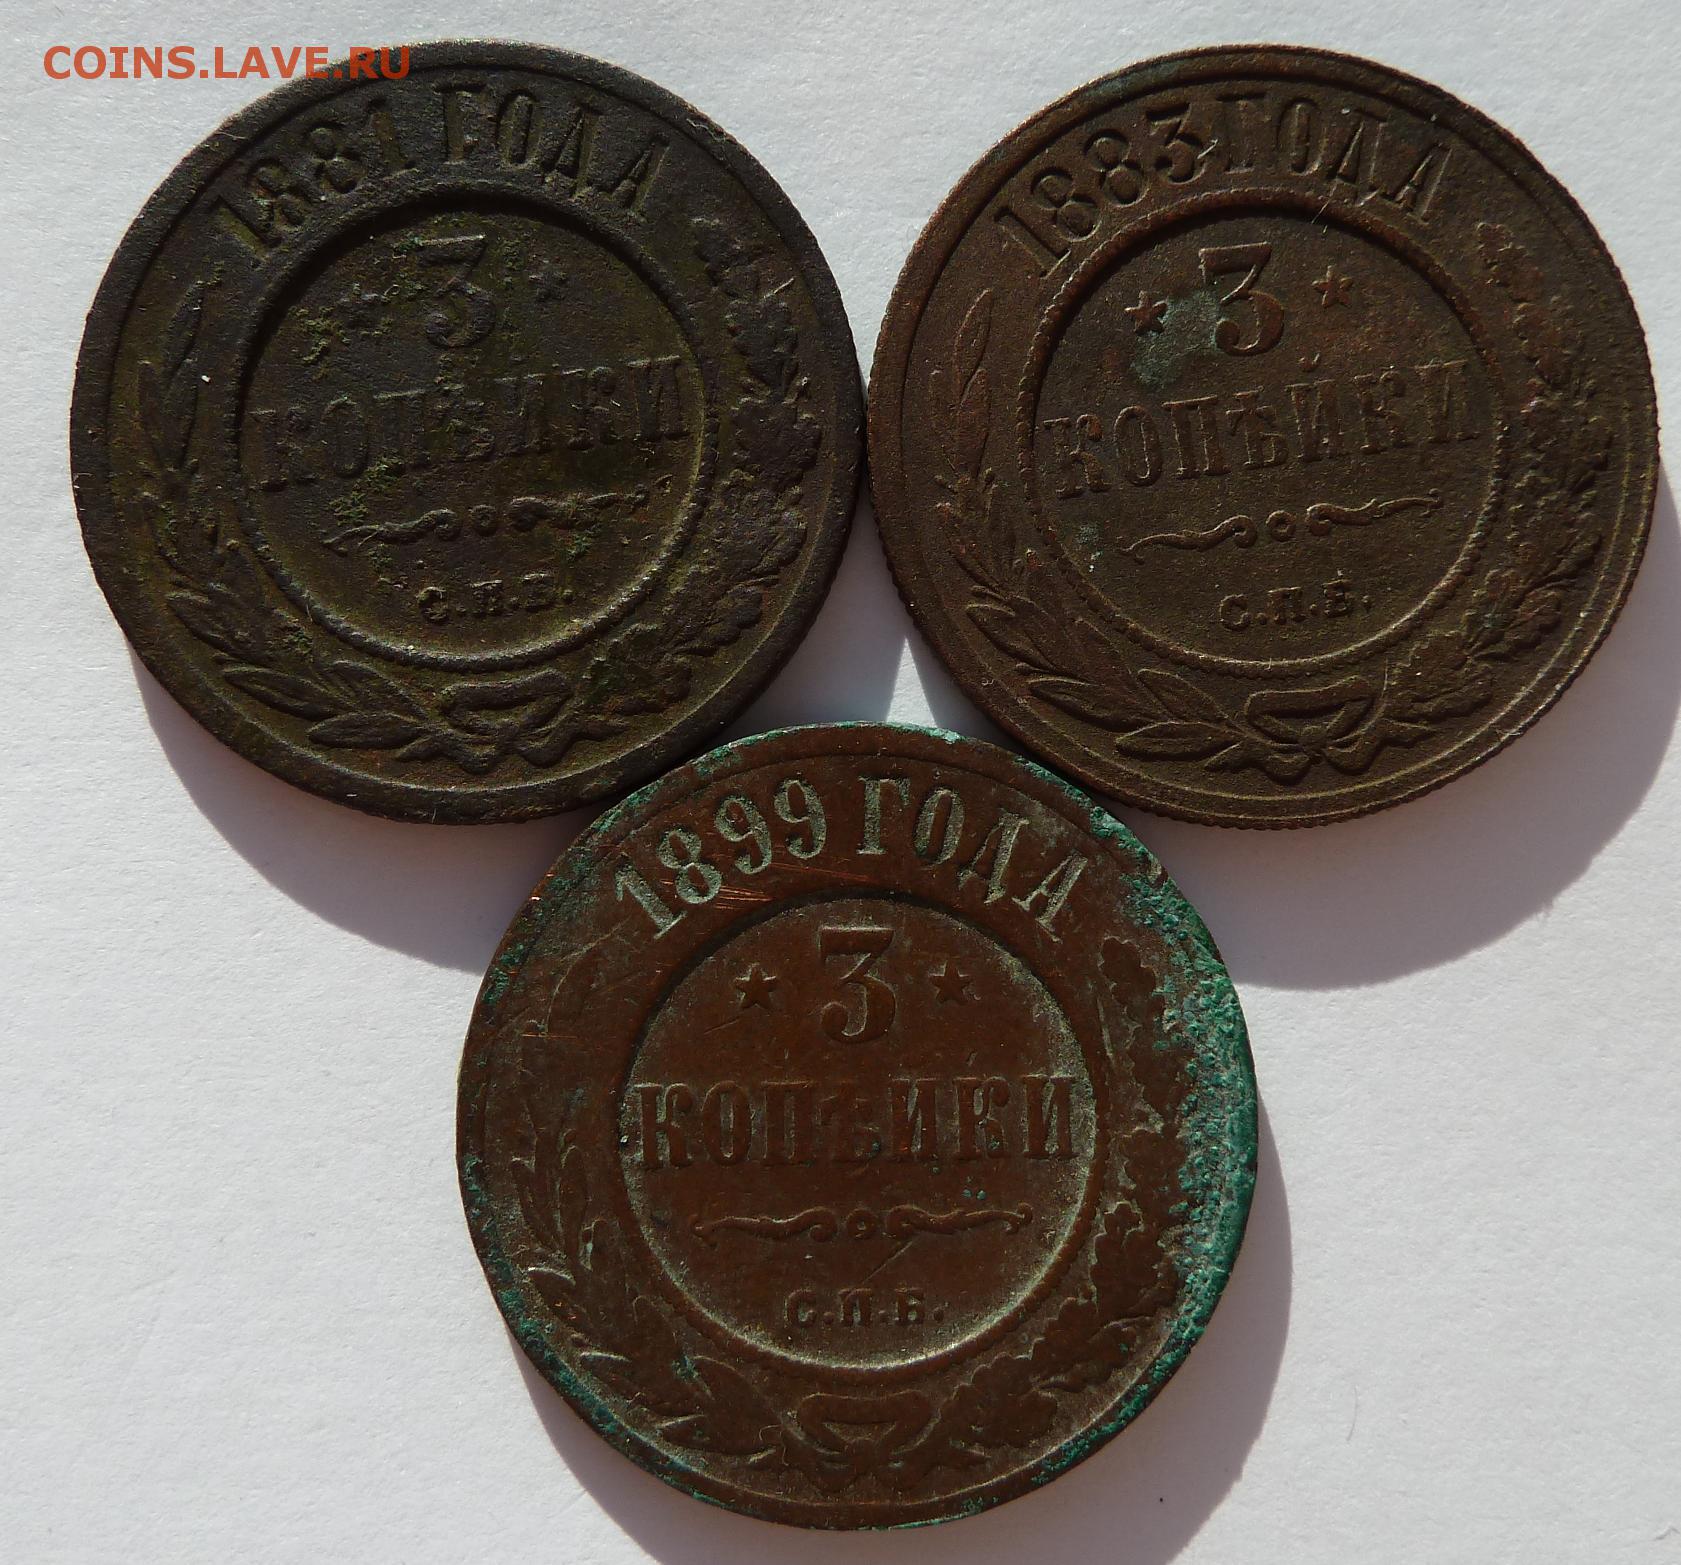 COINS.LAVE.RU
1881 ГОДА
3
КОПѢЙКИ
С.П.Б.
1883 ГОДА
3
КОПѢЙКИ
С.П.Б.
1899 ГОДА
3
КОПѢЙКИ
С.П.Б.